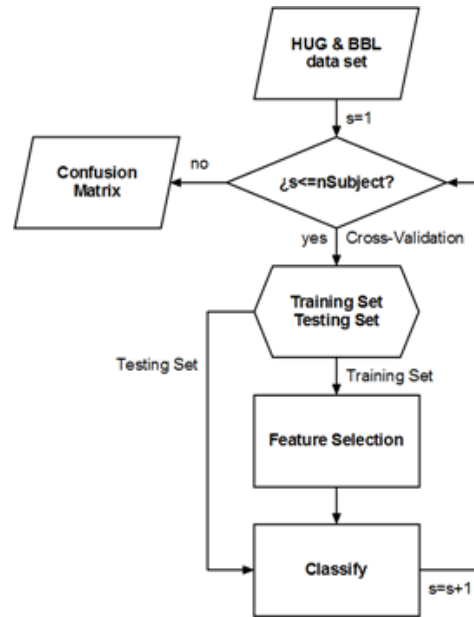 HUG & BBL
data set
s=1
¿s<=nSubject?
no
Confusion
Matrix
yes
Cross-Validation
Training Set
Testing Set
Testing Set
Training Set
Feature Selection
Classify
s=s+1